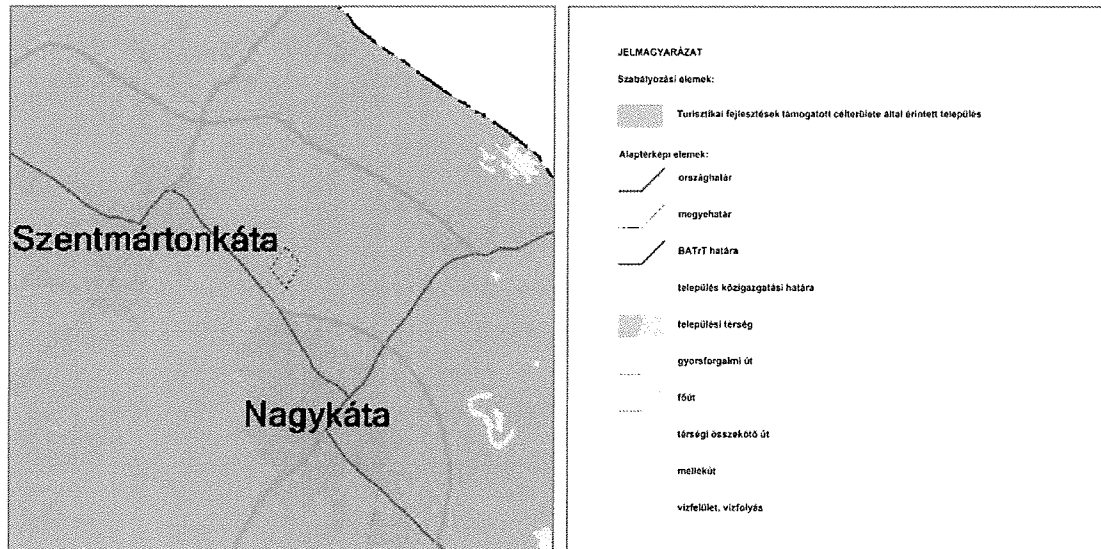 Szentmártonkáta
Nagykáta
JELMAGYARÁZAT
Szabályozási elemek:
Turisztikai fejlesztések támogatott célterülete által érintett település
Alaptérképi elemek:
országhatár
megyehatár
BATrT határa
település közigazgatási határa
települési térség
gyorsforgalmi út
főút
térségi összekötő út
mellékút
vízfelület, vízfolyás